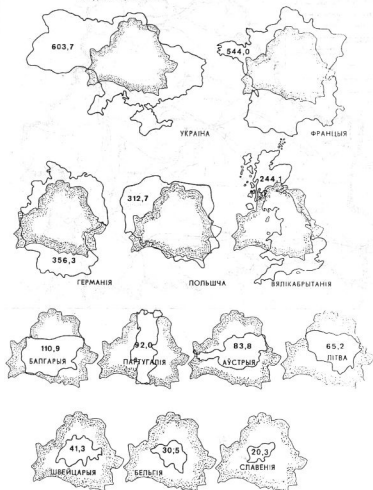 603,7
УКРАІНА
544,0
ФРАНЦЫЯ
356,3
ГЕРМАНІЯ
312,7
ПОЛЬШЧА
244,1
ВЯЛІКАБРЫТАНІЯ
110,9
БАЛГАРЫЯ
92,0
ПАРТУГАЛІЯ
83,8
АЎСТРЫЯ
65,2
ЛІТВА
41,3
ШВЕЙЦАРЫЯ
30,5
БЕЛЬГІЯ
20,3
СЛАВЕНІЯ